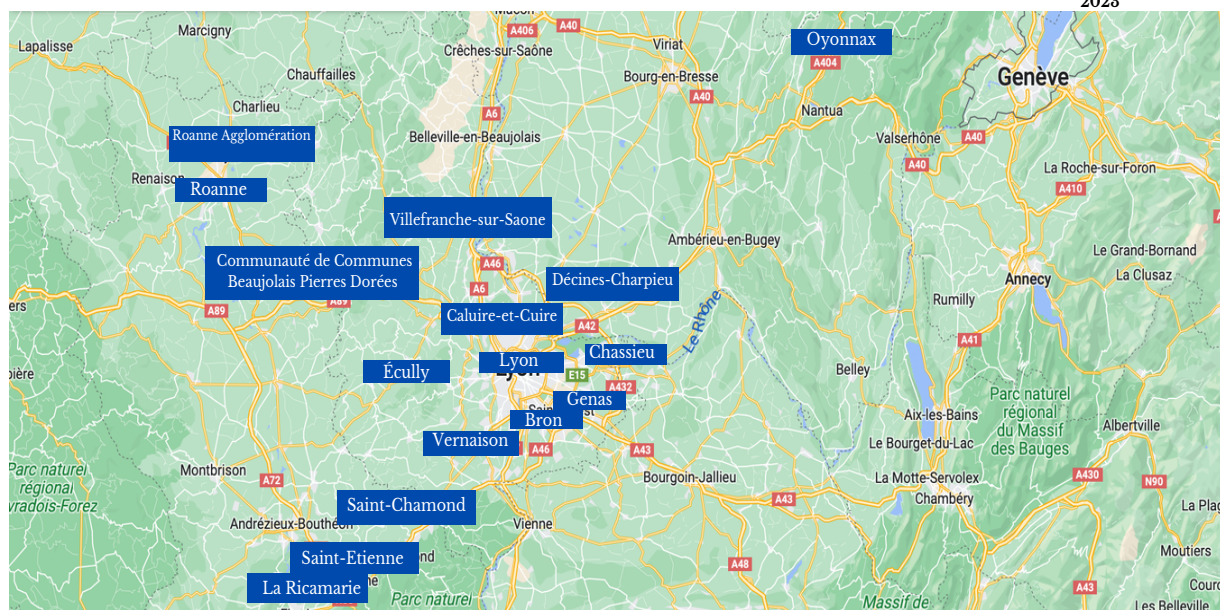 2023
Mâcon
A40
A406
Marcigny
Oyonnax
Lapalisse
Crêches-sur-Saône
Viriat
A404
Chauffailles
Bourg-en-Bresse
Genève
A40
Charlieu
Nantua
A6
Roanne Agglomération
Belleville-en-Beaujolais
Valserhône
A40
A40
La Roche-sur-Foron
Renaison
Roanne
A410
Villefranche-sur-Saone
Ambérieu-en-Bugey
Le Grand-Bornand
Communauté de Communes
Beaujolais Pierres Dorées
A46
La Clusaz
Annecy
Décines-Charpieu
A6
Rumilly
A89
A89
ers
Caluire-et-Cuire
A42
Le Rhône
A41
Chassieu
Lyon
Écully
Lyon
E15
Belley
A432
Genas
Parc naturel
régional
du Massif
des Bauges
Aix-les-Bains
Bron
Albertville
Vernaison
A46
A43
Le Bourget-du-Lac
Montbrison
A72
Bourgoin-Jallieu
La Motte-Servolex
A430
N90
Parc naturel
régional
vradois-Forez
A43
Chambéry
Saint-Chamond
La Plag
Andrézieux-Bouthéon
Vienne
Saint-Etienne
ond
A48
Moutiers
La Ricamarie
ne
A43
Parc naturel
Massif de
Les Belleville